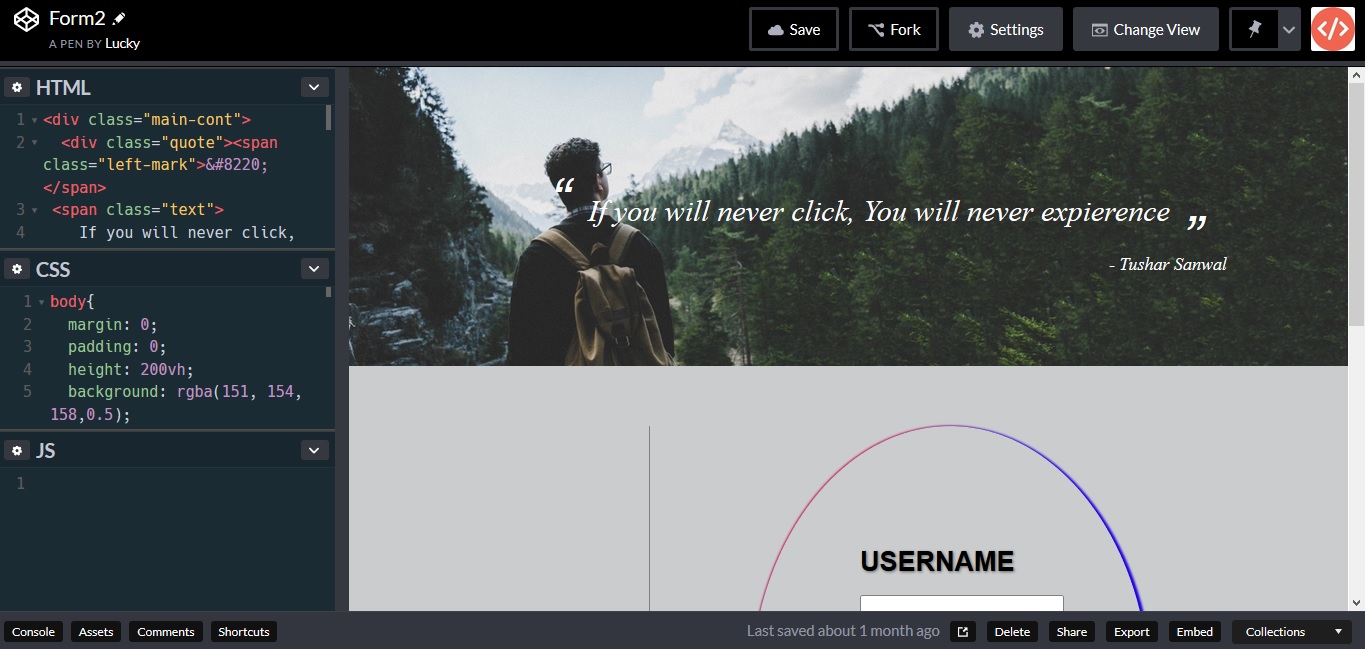 Form2
A PEN BY Lucky
Save
Fork
Settings
Change View
HTML
1 <div class="main-cont">
2 <div class="quote"><span
class="left-mark">&#8220;
</span>
3 <span class="text">
4 If you will never click,
CSS
1 body{
2 margin: 0;
3 padding: 0;
4 height: 200vh;
5 background: rgba(151, 154,
158,0.5);
JS
1
“ If you will never click, You will never expierence ”
- Tushar Sanwal
USERNAME
Console Assets Comments Shortcuts
Last saved about 1 month ago Delete Share Export Embed Collections